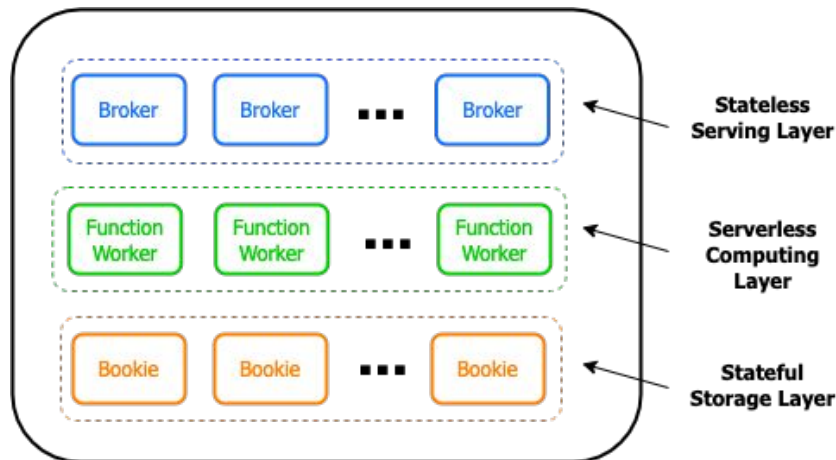 Broker Broker Broker
Stateless
Serving Layer
Function Worker
Function Worker
Function Worker
Serverless
Computing
Layer
Bookie Bookie Bookie
Stateful
Storage Layer